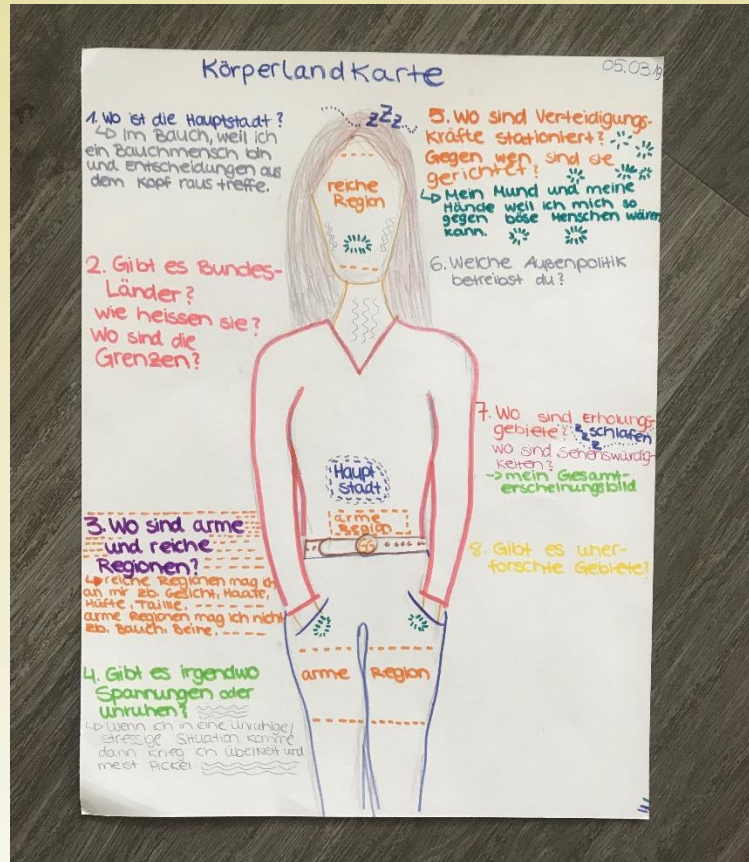 Körperlandkarte
05.03.19
1. Wo ist die Hauptstadt?
↳ Im Bauch, weil ich
ein Bauchmensch bin
und Entscheidungen aus
dem Kopf raus treffe.
2. Gibt es Bundes-
Länder?
Wie heissen sie?
Wo sind die
Grenzen?
3. Wo sind arme
und reiche
Regionen?
↳ reiche Regionen mag ich
an mir zb. Gesicht, Haare,
Hüfte, Taille.
arme Regionen mag ich nicht
zb. Bauch, Beine.
4. Gibt es irgendwo
Spannungen oder
unruhen?
↳ Wenn ich in eine unruhige/
stressige Situation komme
dann krieg ich übelkeit und
meist Pickel
zZZ
reiche
Region
Haupt
stadt
arme
Region
arme Region
5. Wo sind Verteidigungs-
kräfte stationiert?
Gegen wen sind sie
gerichtet?
↳ Mein Mund und meine
Hände weil ich mich so
gegen böse Menschen wären
kann.
6. Welche Außenpolitik
betreibst du?
7. Wo sind Erholungs-
gebiete? zzz schlafen
Wo sind Sehenswürdig-
keiten?
-> mein Gesamt-
erscheinungsbild
8. Gibt es uner-
forschte Gebiete?